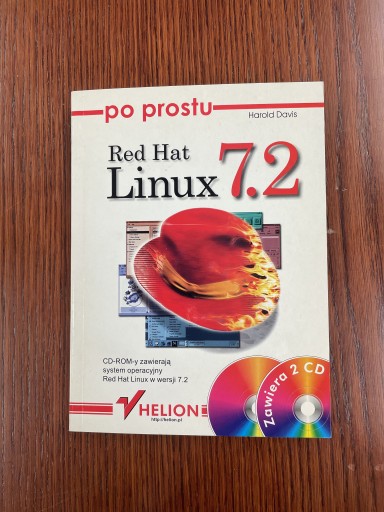 po prostu
Harold Davis
Red Hat
Linux 7.2
CD-ROM-y zawierają
system operacyjny
Red Hat Linux w wersji 7.2
HELION
http://helion.pl
Zawiera 2 CD